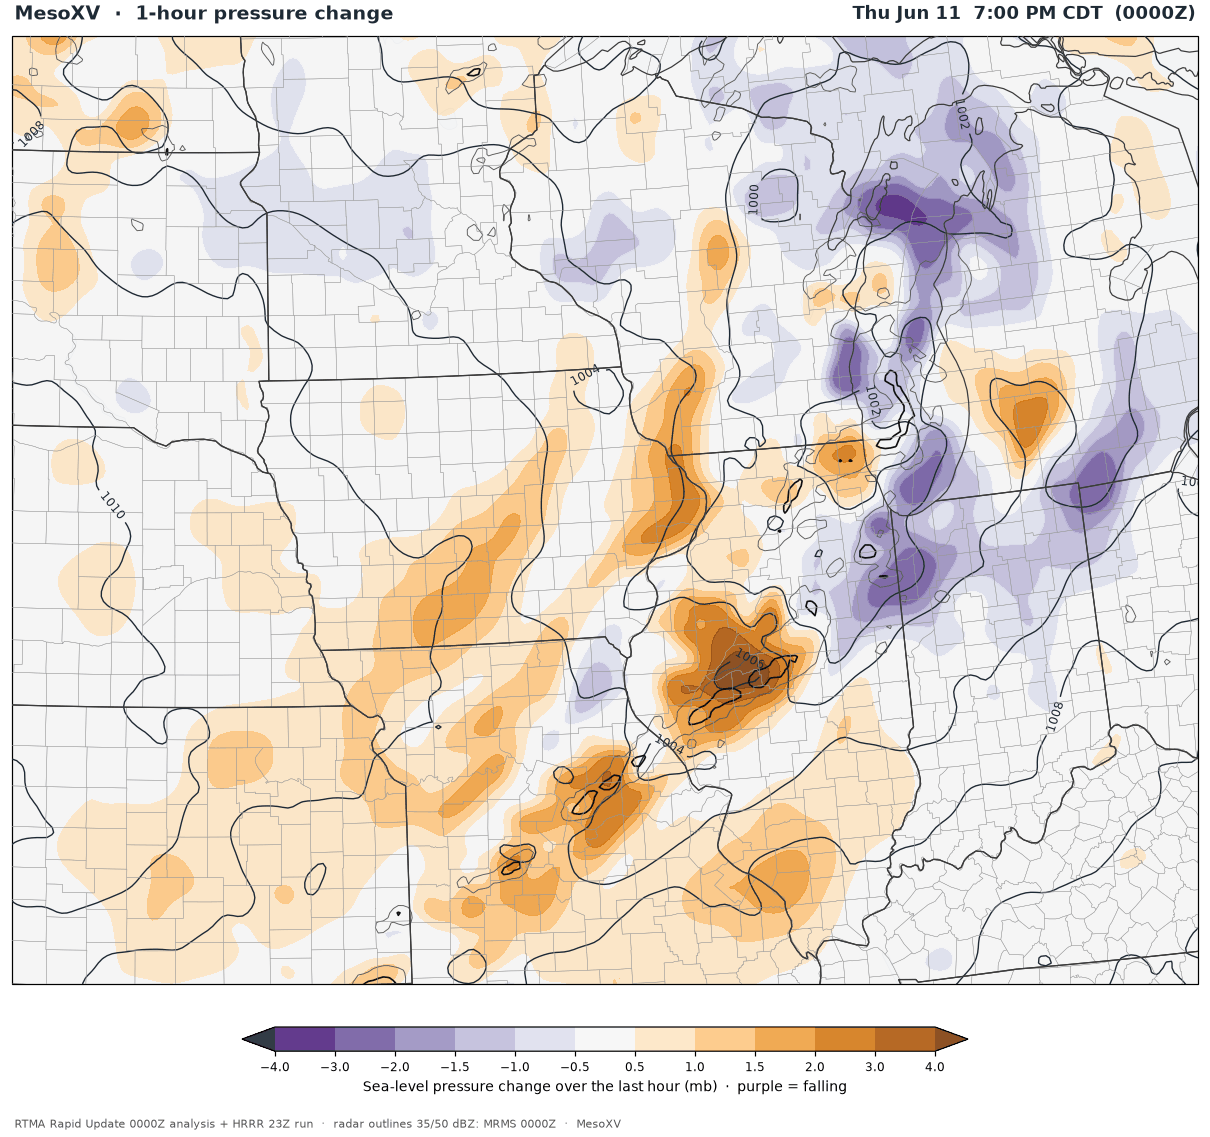 MesoXV · 1-hour pressure change
Thu Jun 11 7:00 PM CDT (0000Z)
1008
1002
1000
1004
1002
1010
1006
1004
1008
−4.0 −3.0 −2.0 −1.5 −1.0 −0.5 0.5 1.0 1.5 2.0 3.0 4.0
Sea-level pressure change over the last hour (mb) · purple = falling
RTMA Rapid Update 0000Z analysis + HRRR 23Z run · radar outlines 35/50 dBZ: MRMS 0000Z · MesoXV